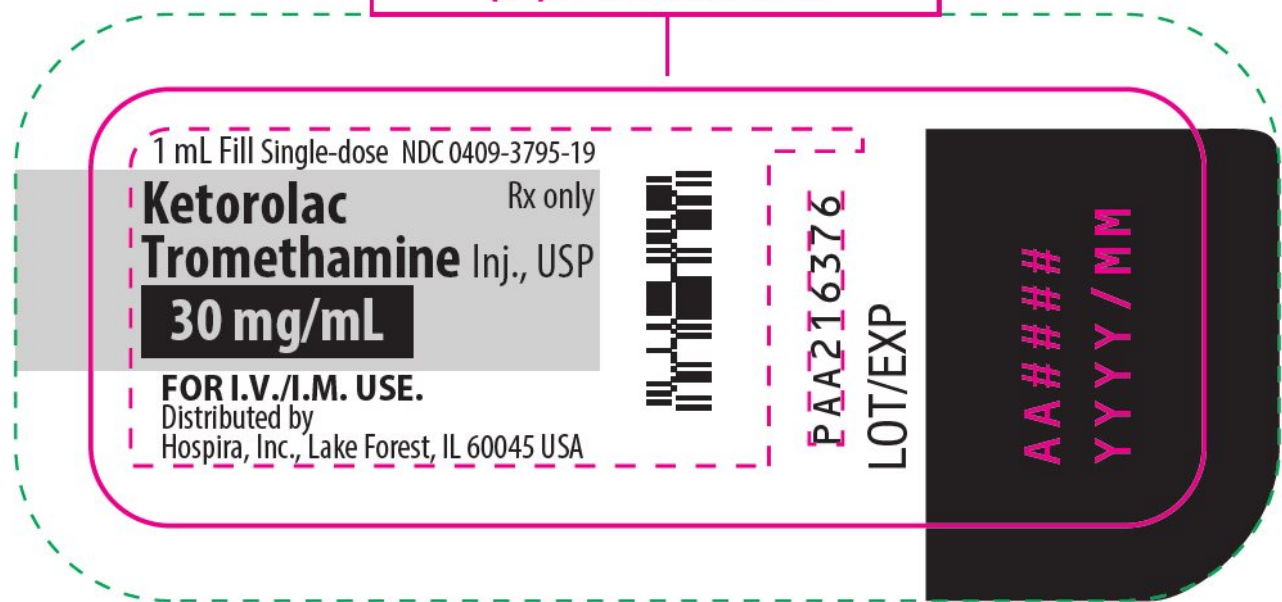 1 mL Fill Single-dose NDC 0409-3795-19
Ketorolac Rx only
Tromethamine Inj., USP
30 mg/mL
FOR I.V./I.M. USE.
Distributed by
Hospira, Inc., Lake Forest, IL 60045 USA
PAA216376
LOT/EXP
AA####
YYYY/MM